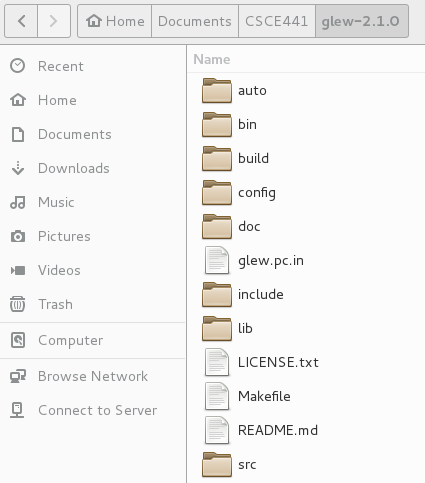 Home Documents CSCE441 glew-2.1.0
Name
Recent
Home
Documents
Downloads
Music
Pictures
Videos
Trash
Computer
Browse Network
Connect to Server
auto
bin
build
config
doc
glew.pc.in
include
lib
LICENSE.txt
Makefile
README.md
src